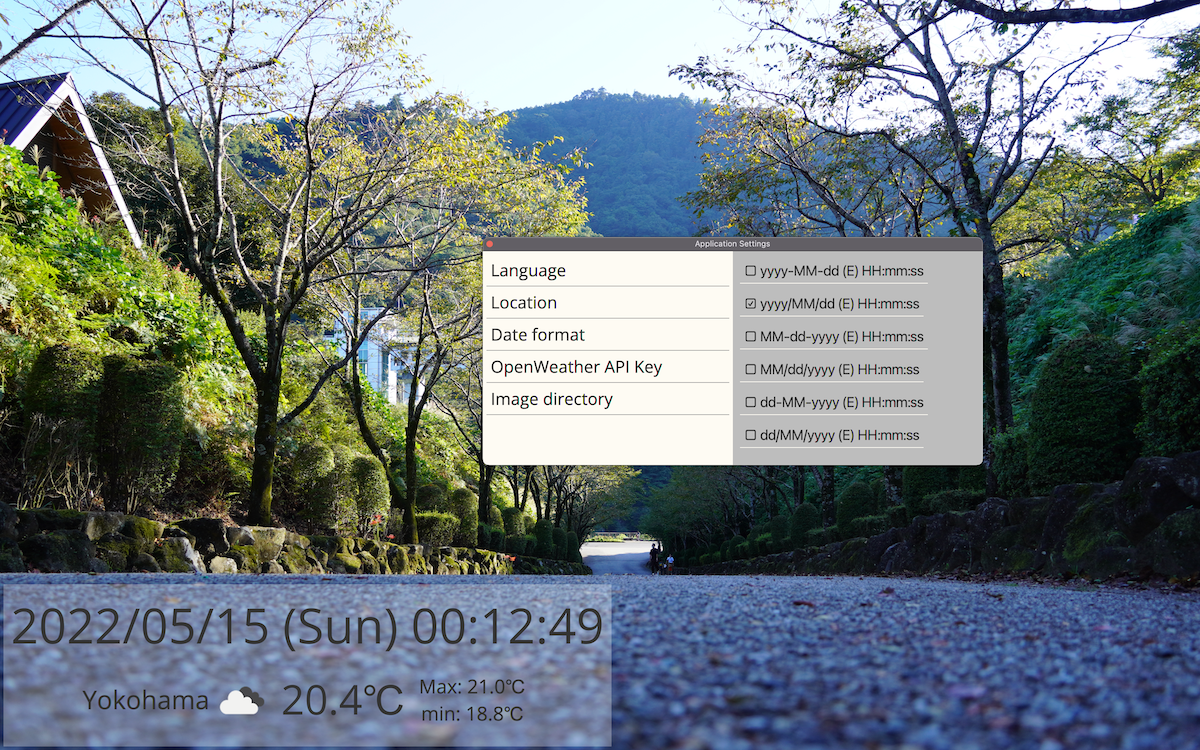 Application Settings
Language
Location
Date format
OpenWeather API Key
Image directory
yyyy-MM-dd (E) HH:mm:ss
yyyy/MM/dd (E) HH:mm:ss
MM-dd-yyyy (E) HH:mm:ss
MM/dd/yyyy (E) HH:mm:ss
dd-MM-yyyy (E) HH:mm:ss
dd/MM/yyyy (E) HH:mm:ss
2022/05/15 (Sun) 00:12:49
Yokohama 20.4℃
Max: 21.0℃
min: 18.8℃